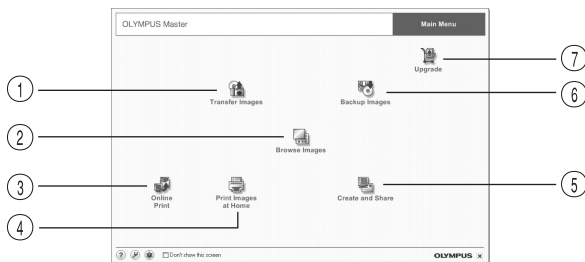 OLYMPUS Master
Main Menu
7
Upgrade
1
Transfer Images
Backup Images
6
2
Browse Images
3
Online
Print
Print Images
at Home
Create and Share
5
4
? Don't show this screen
OLYMPUS x